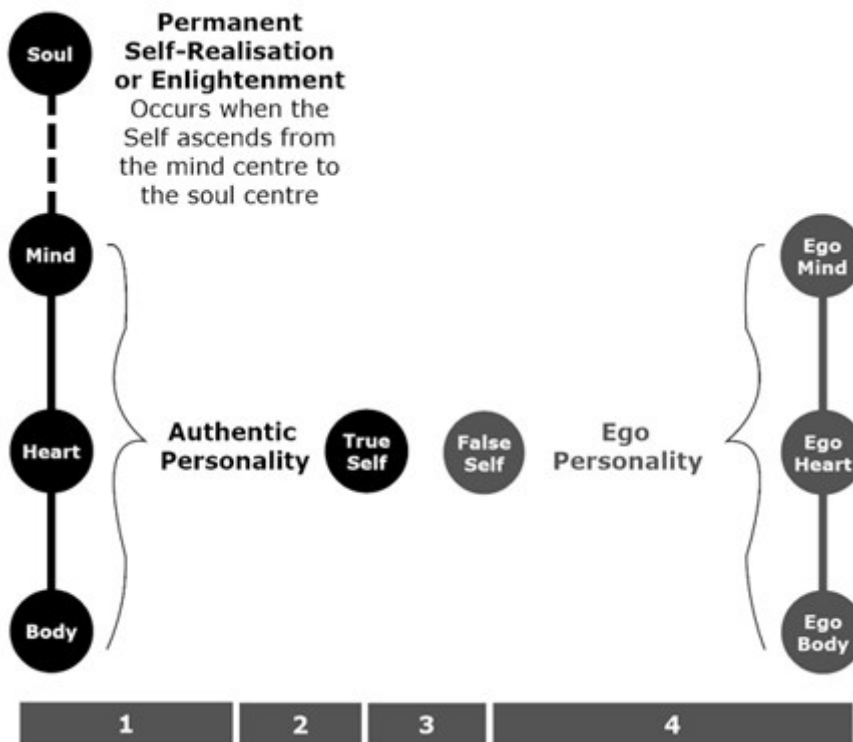 Soul
Permanent
Self-Realisation
or Enlightenment
Occurs when the
Self ascends from
the mind centre to
the soul centre
Mind
Ego
Mind
Heart
Authentic
Personality
True
Self
False
Self
Ego
Personality
Ego
Heart
Body
Ego
Body
1
2
3
4